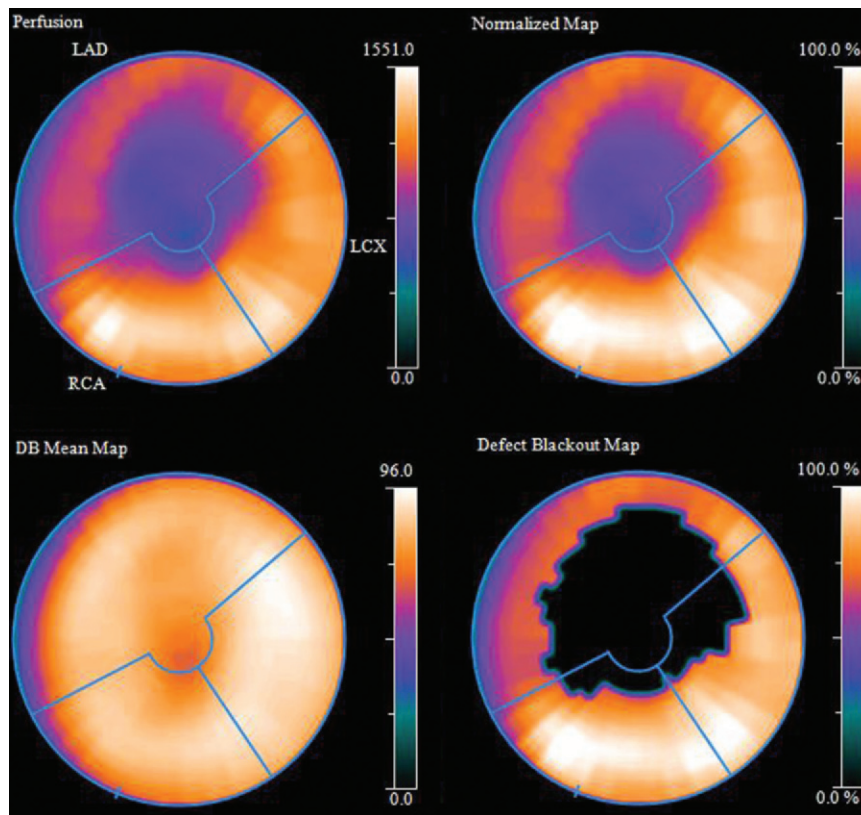 Perfusion
LAD
1551.0
LCX
RCA
0.0
Normalized Map
100.0 %
0.0 %
DB Mean Map
96.0
0.0
Defect Blackout Map
100.0 %
0.0 %